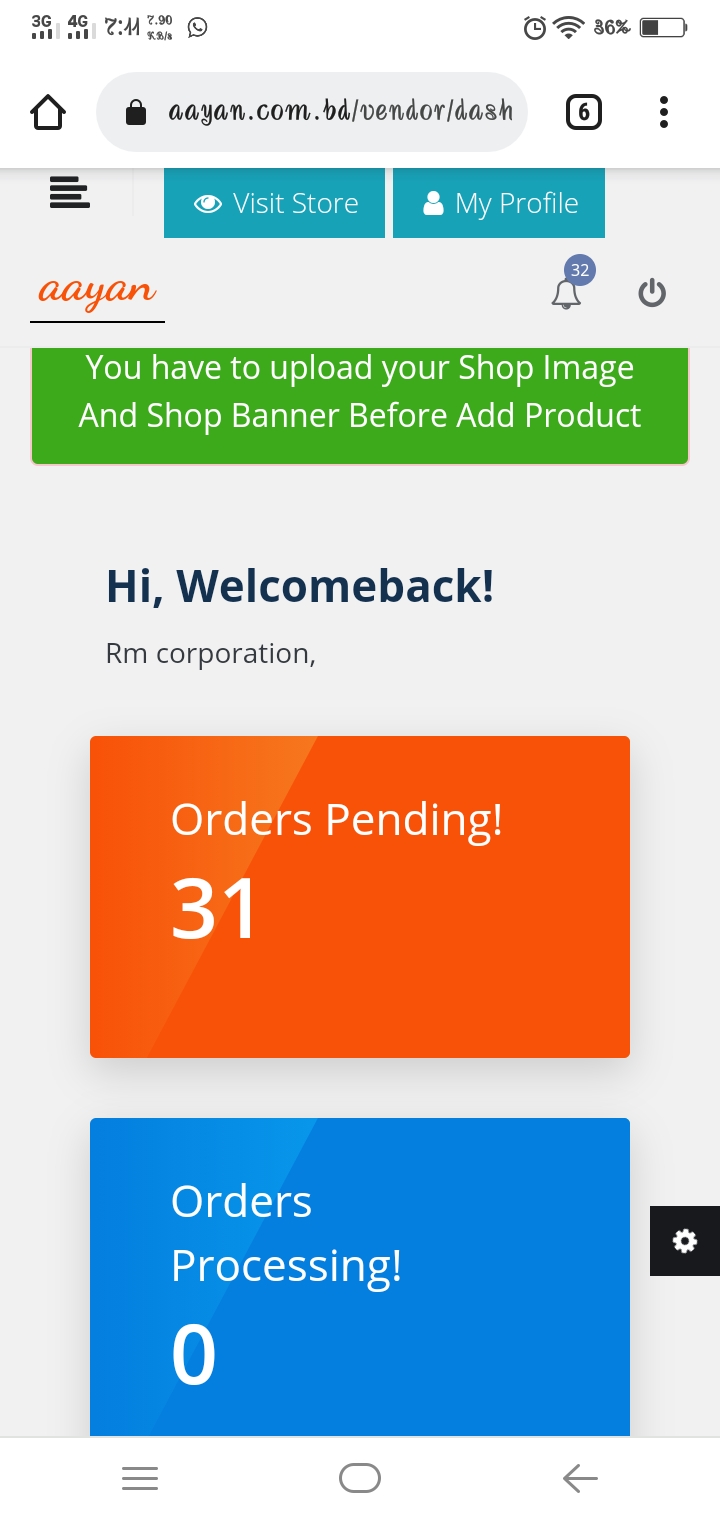 3G 4G 7:11 7.90 KB/s 36%
aayan.com.bd/vendor/dash 6
Visit Store My Profile
aayan 32
You have to upload your Shop Image
And Shop Banner Before Add Product
Hi, Welcomeback!
Rm corporation,
Orders Pending!
31
Orders
Processing!
0